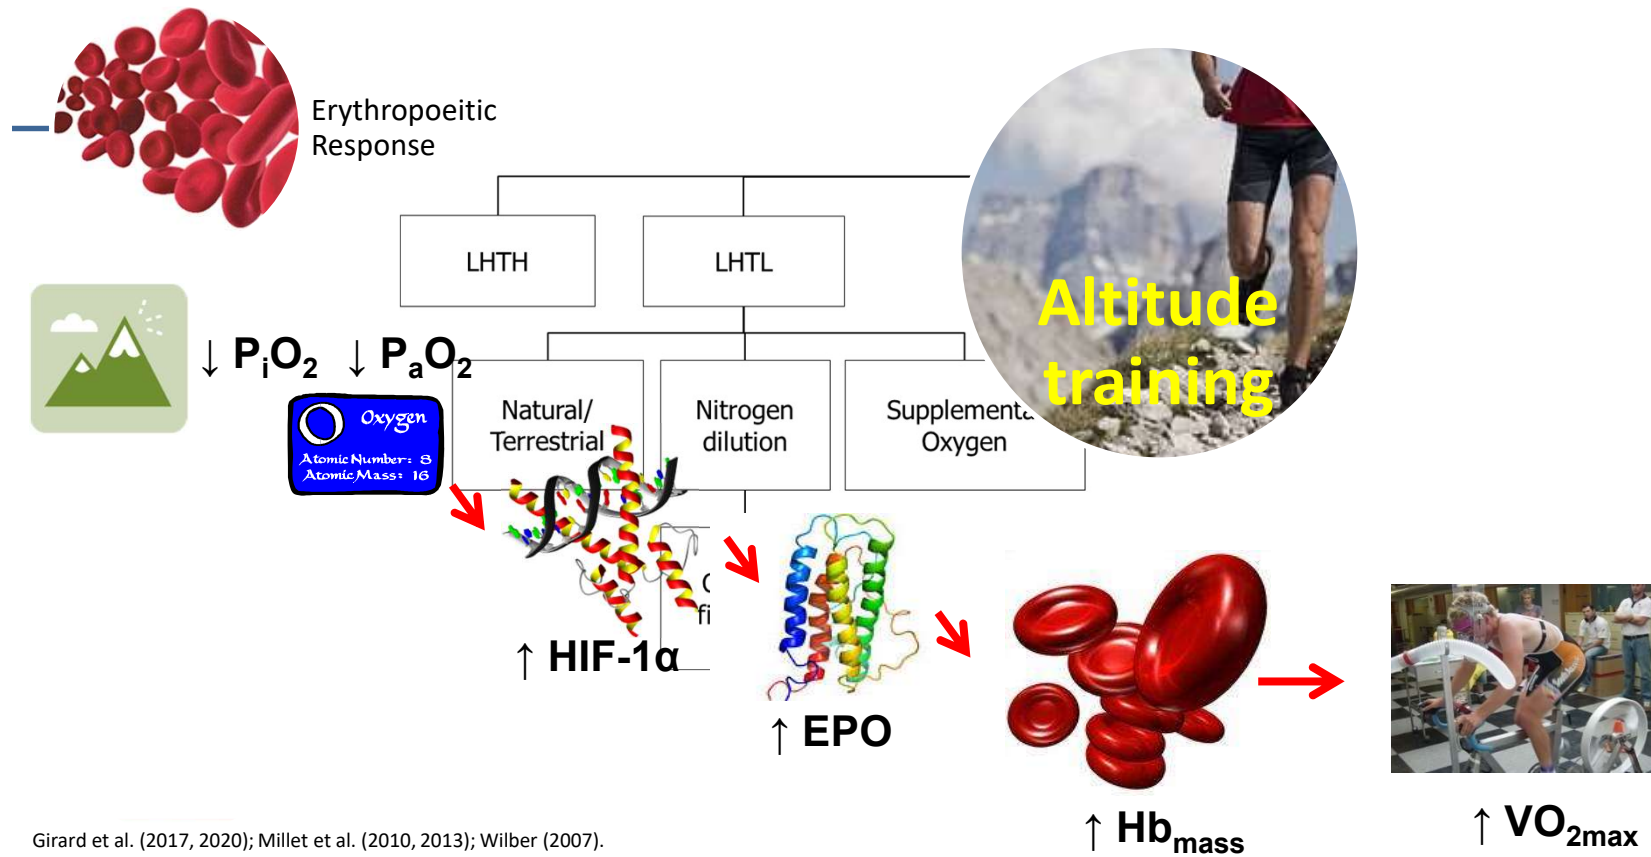 Erythropoeitic
Response
LHTH
LHTL
Altitude
training
↓ PiO2 ↓ PaO2
Natural/
Terrestrial
Nitrogen
dilution
Supplementa
Oxygen
Oxygen
Atomic Number: 8
Atomic Mass: 16
↑ HIF-1α
↑ EPO
↑ Hbmass
↑ VO2max
Girard et al. (2017, 2020); Millet et al. (2010, 2013); Wilber (2007).